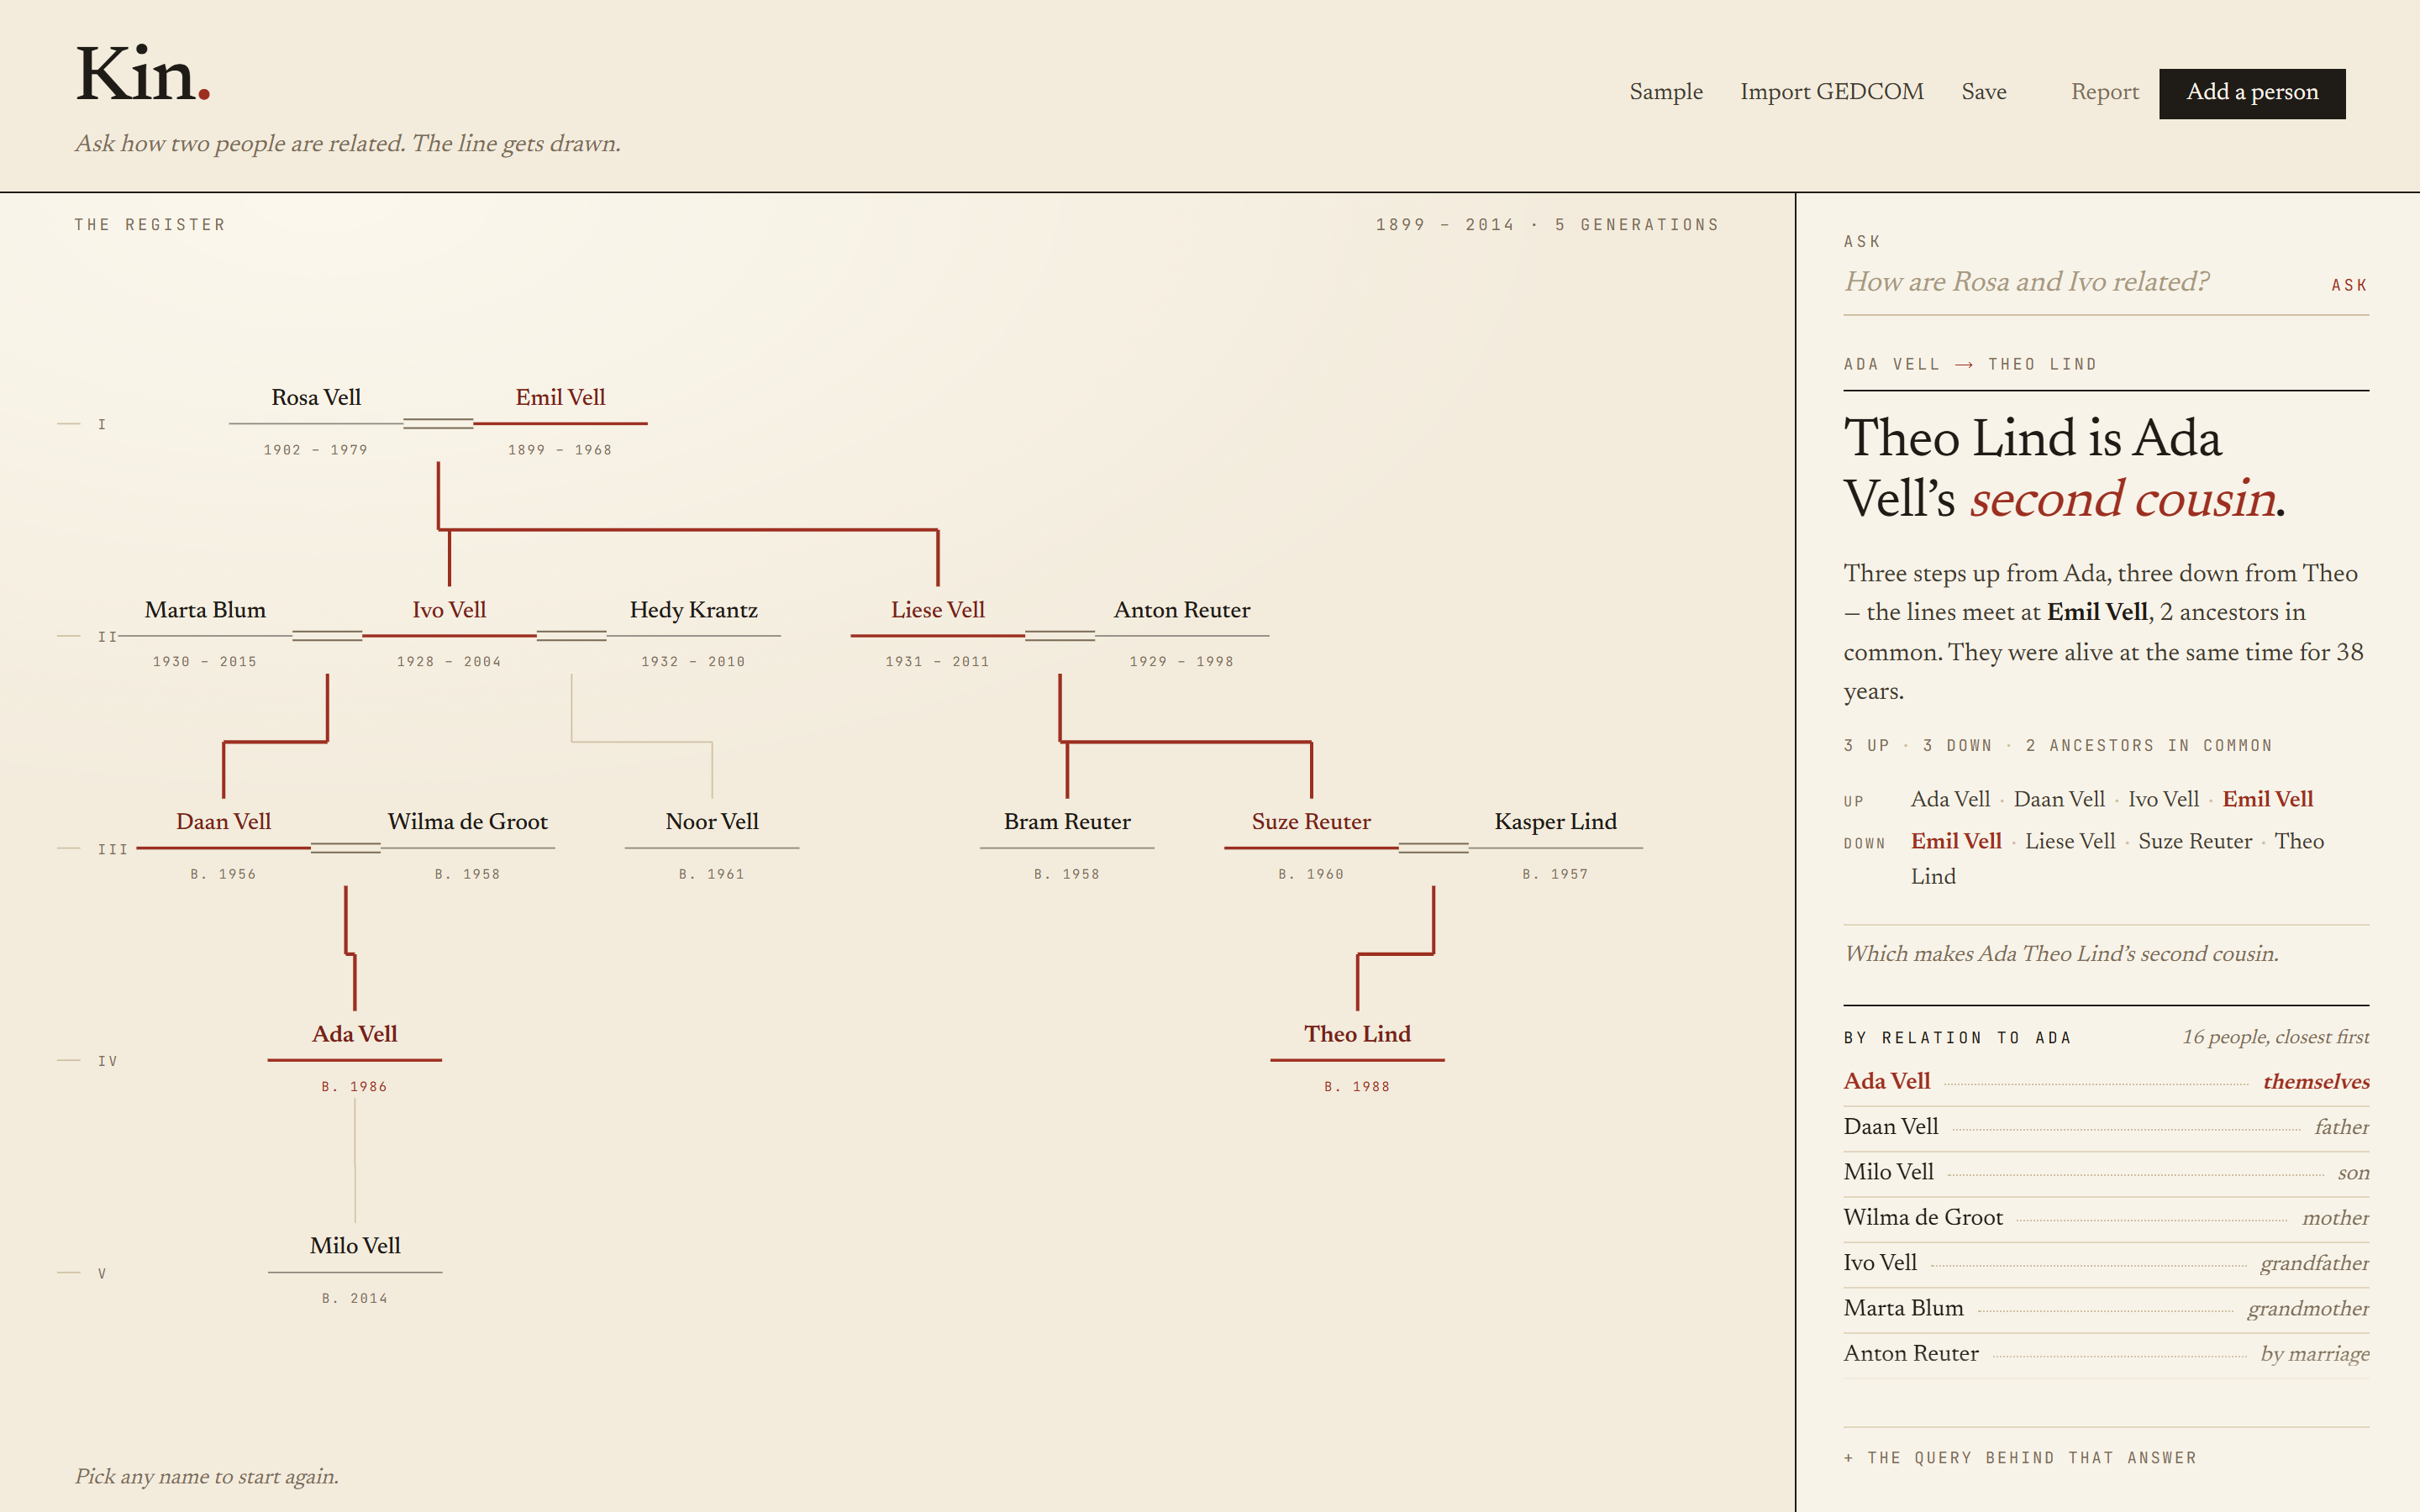 Kin.
Ask how two people are related. The line gets drawn.
Sample Import GEDCOM Save Report Add a person
THE REGISTER
1899 – 2014 · 5 GENERATIONS
Rosa Vell Emil Vell
I
1902 – 1979 1899 – 1968
Marta Blum Ivo Vell Hedy Krantz Liese Vell Anton Reuter
II
1930 – 2015 1928 – 2004 1932 – 2010 1931 – 2011 1929 – 1998
Daan Vell Wilma de Groot Noor Vell Bram Reuter Suze Reuter Kasper Lind
III
B. 1956 B. 1958 B. 1961 B. 1958 B. 1960 B. 1957
Ada Vell Theo Lind
IV
B. 1986 B. 1988
Milo Vell
V
B. 2014
Pick any name to start again.
ASK
How are Rosa and Ivo related? ASK
ADA VELL → THEO LIND
Theo Lind is Ada
Vell’s second cousin.
Three steps up from Ada, three down from Theo
— the lines meet at Emil Vell, 2 ancestors in
common. They were alive at the same time for 38
years.
3 UP · 3 DOWN · 2 ANCESTORS IN COMMON
UP Ada Vell · Daan Vell · Ivo Vell · Emil Vell
DOWN Emil Vell · Liese Vell · Suze Reuter · Theo
Lind
Which makes Ada Theo Lind’s second cousin.
BY RELATION TO ADA 16 people, closest first
Ada Vell themselves
Daan Vell father
Milo Vell son
Wilma de Groot mother
Ivo Vell grandfather
Marta Blum grandmother
Anton Reuter by marriage
+ THE QUERY BEHIND THAT ANSWER